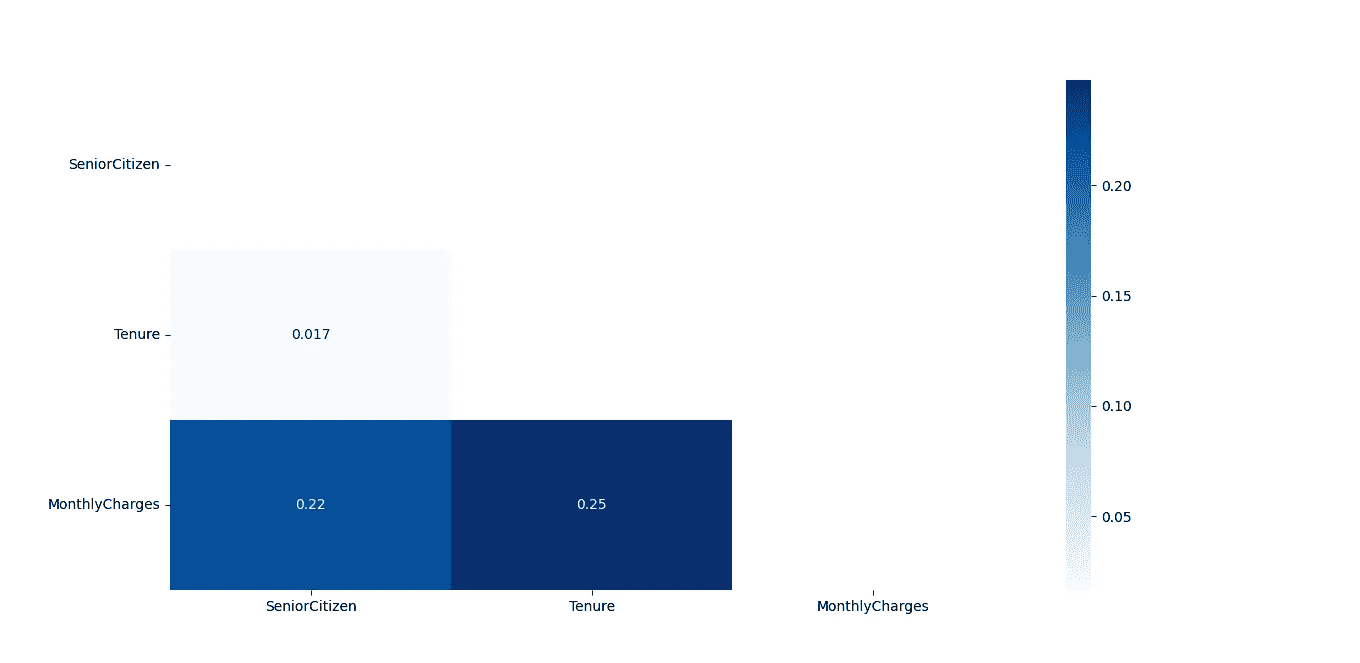 SeniorCitizen
0.20
Tenure
0.017
0.15
0.10
MonthlyCharges
0.22
0.25
0.05
SeniorCitizen
Tenure
MonthlyCharges